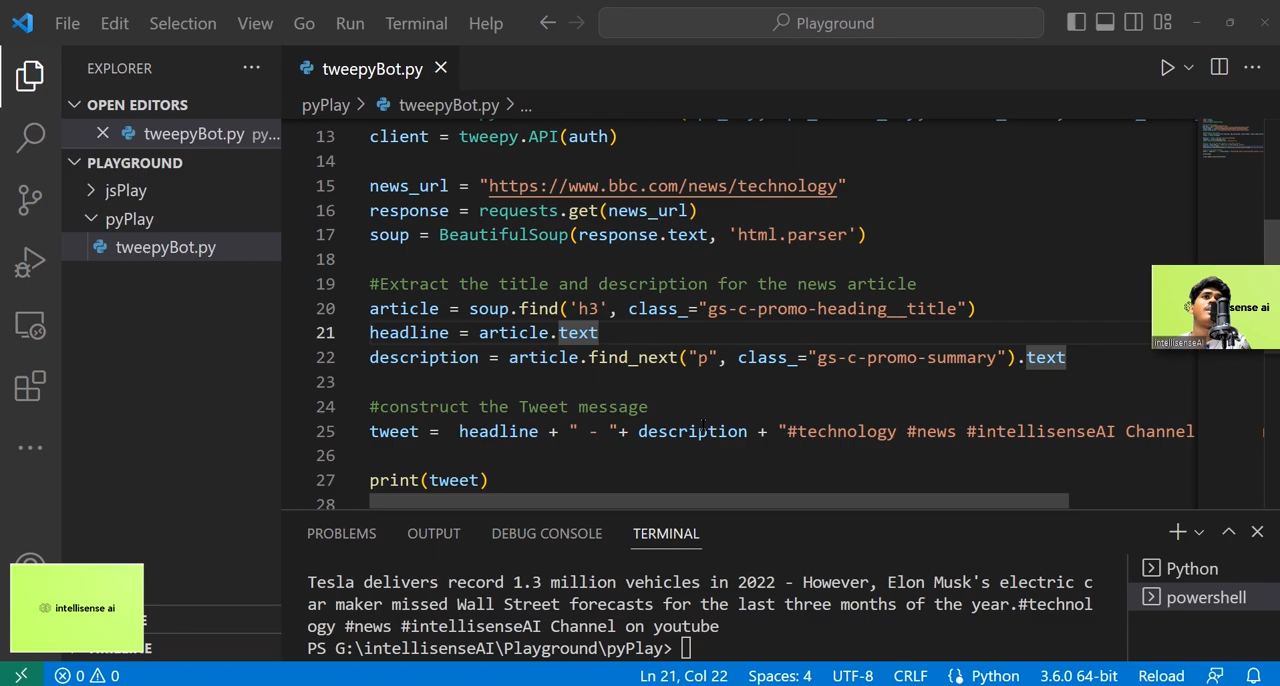 File Edit Selection View Go Run Terminal Help Playground
EXPLORER
OPEN EDITORS
tweepyBot.py py...
PLAYGROUND
jsPlay
pyPlay
tweepyBot.py
tweepyBot.py
pyPlay > tweepyBot.py > ...
13 client = tweepy.API(auth)
14
15 news_url = "https://www.bbc.com/news/technology"
16 response = requests.get(news_url)
17 soup = BeautifulSoup(response.text, 'html.parser')
18
19 #Extract the title and description for the news article
20 article = soup.find('h3', class_="gs-c-promo-heading__title")
21 headline = article.text
22 description = article.find_next("p", class_="gs-c-promo-summary").text
23
24 #construct the Tweet message
25 tweet = headline + " - "+ description + "#technology #news #intellisenseAI Channel
26
27 print(tweet)
28
sense ai
intellisenseAI
PROBLEMS OUTPUT DEBUG CONSOLE TERMINAL
Tesla delivers record 1.3 million vehicles in 2022 - However, Elon Musk's electric c
ar maker missed Wall Street forecasts for the last three months of the year.#technol
ogy #news #intellisenseAI Channel on youtube
PS G:\intellisenseAI\Playground\pyPlay>
Python
powershell
intellisense ai
0 0 Ln 21, Col 22 Spaces: 4 UTF-8 CRLF Python 3.6.0 64-bit Reload